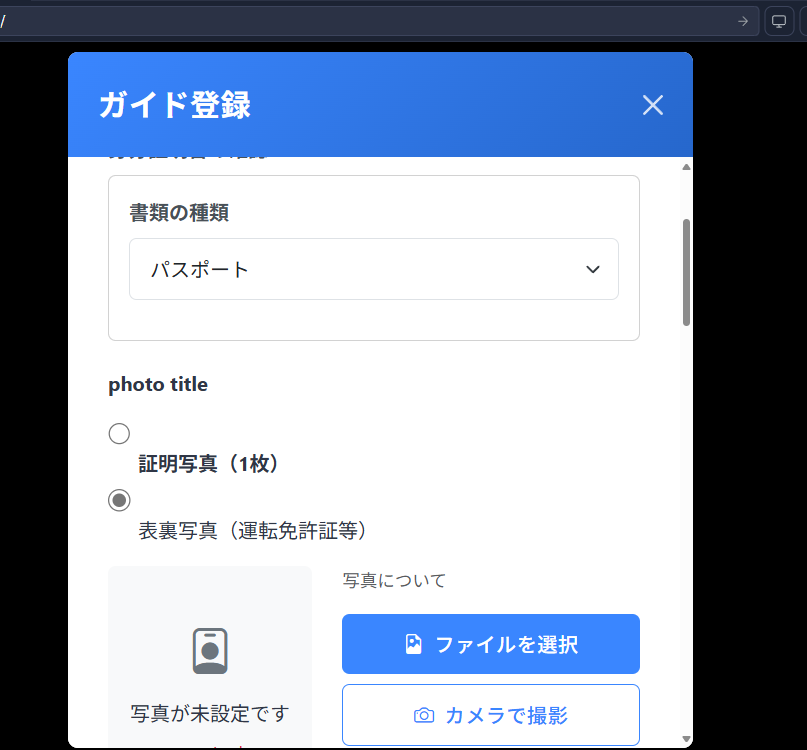 /
ガイド登録
書類の種類
パスポート
photo title
証明写真（1枚）
表裏写真（運転免許証等）
写真について
ファイルを選択
写真が未設定です
カメラで撮影